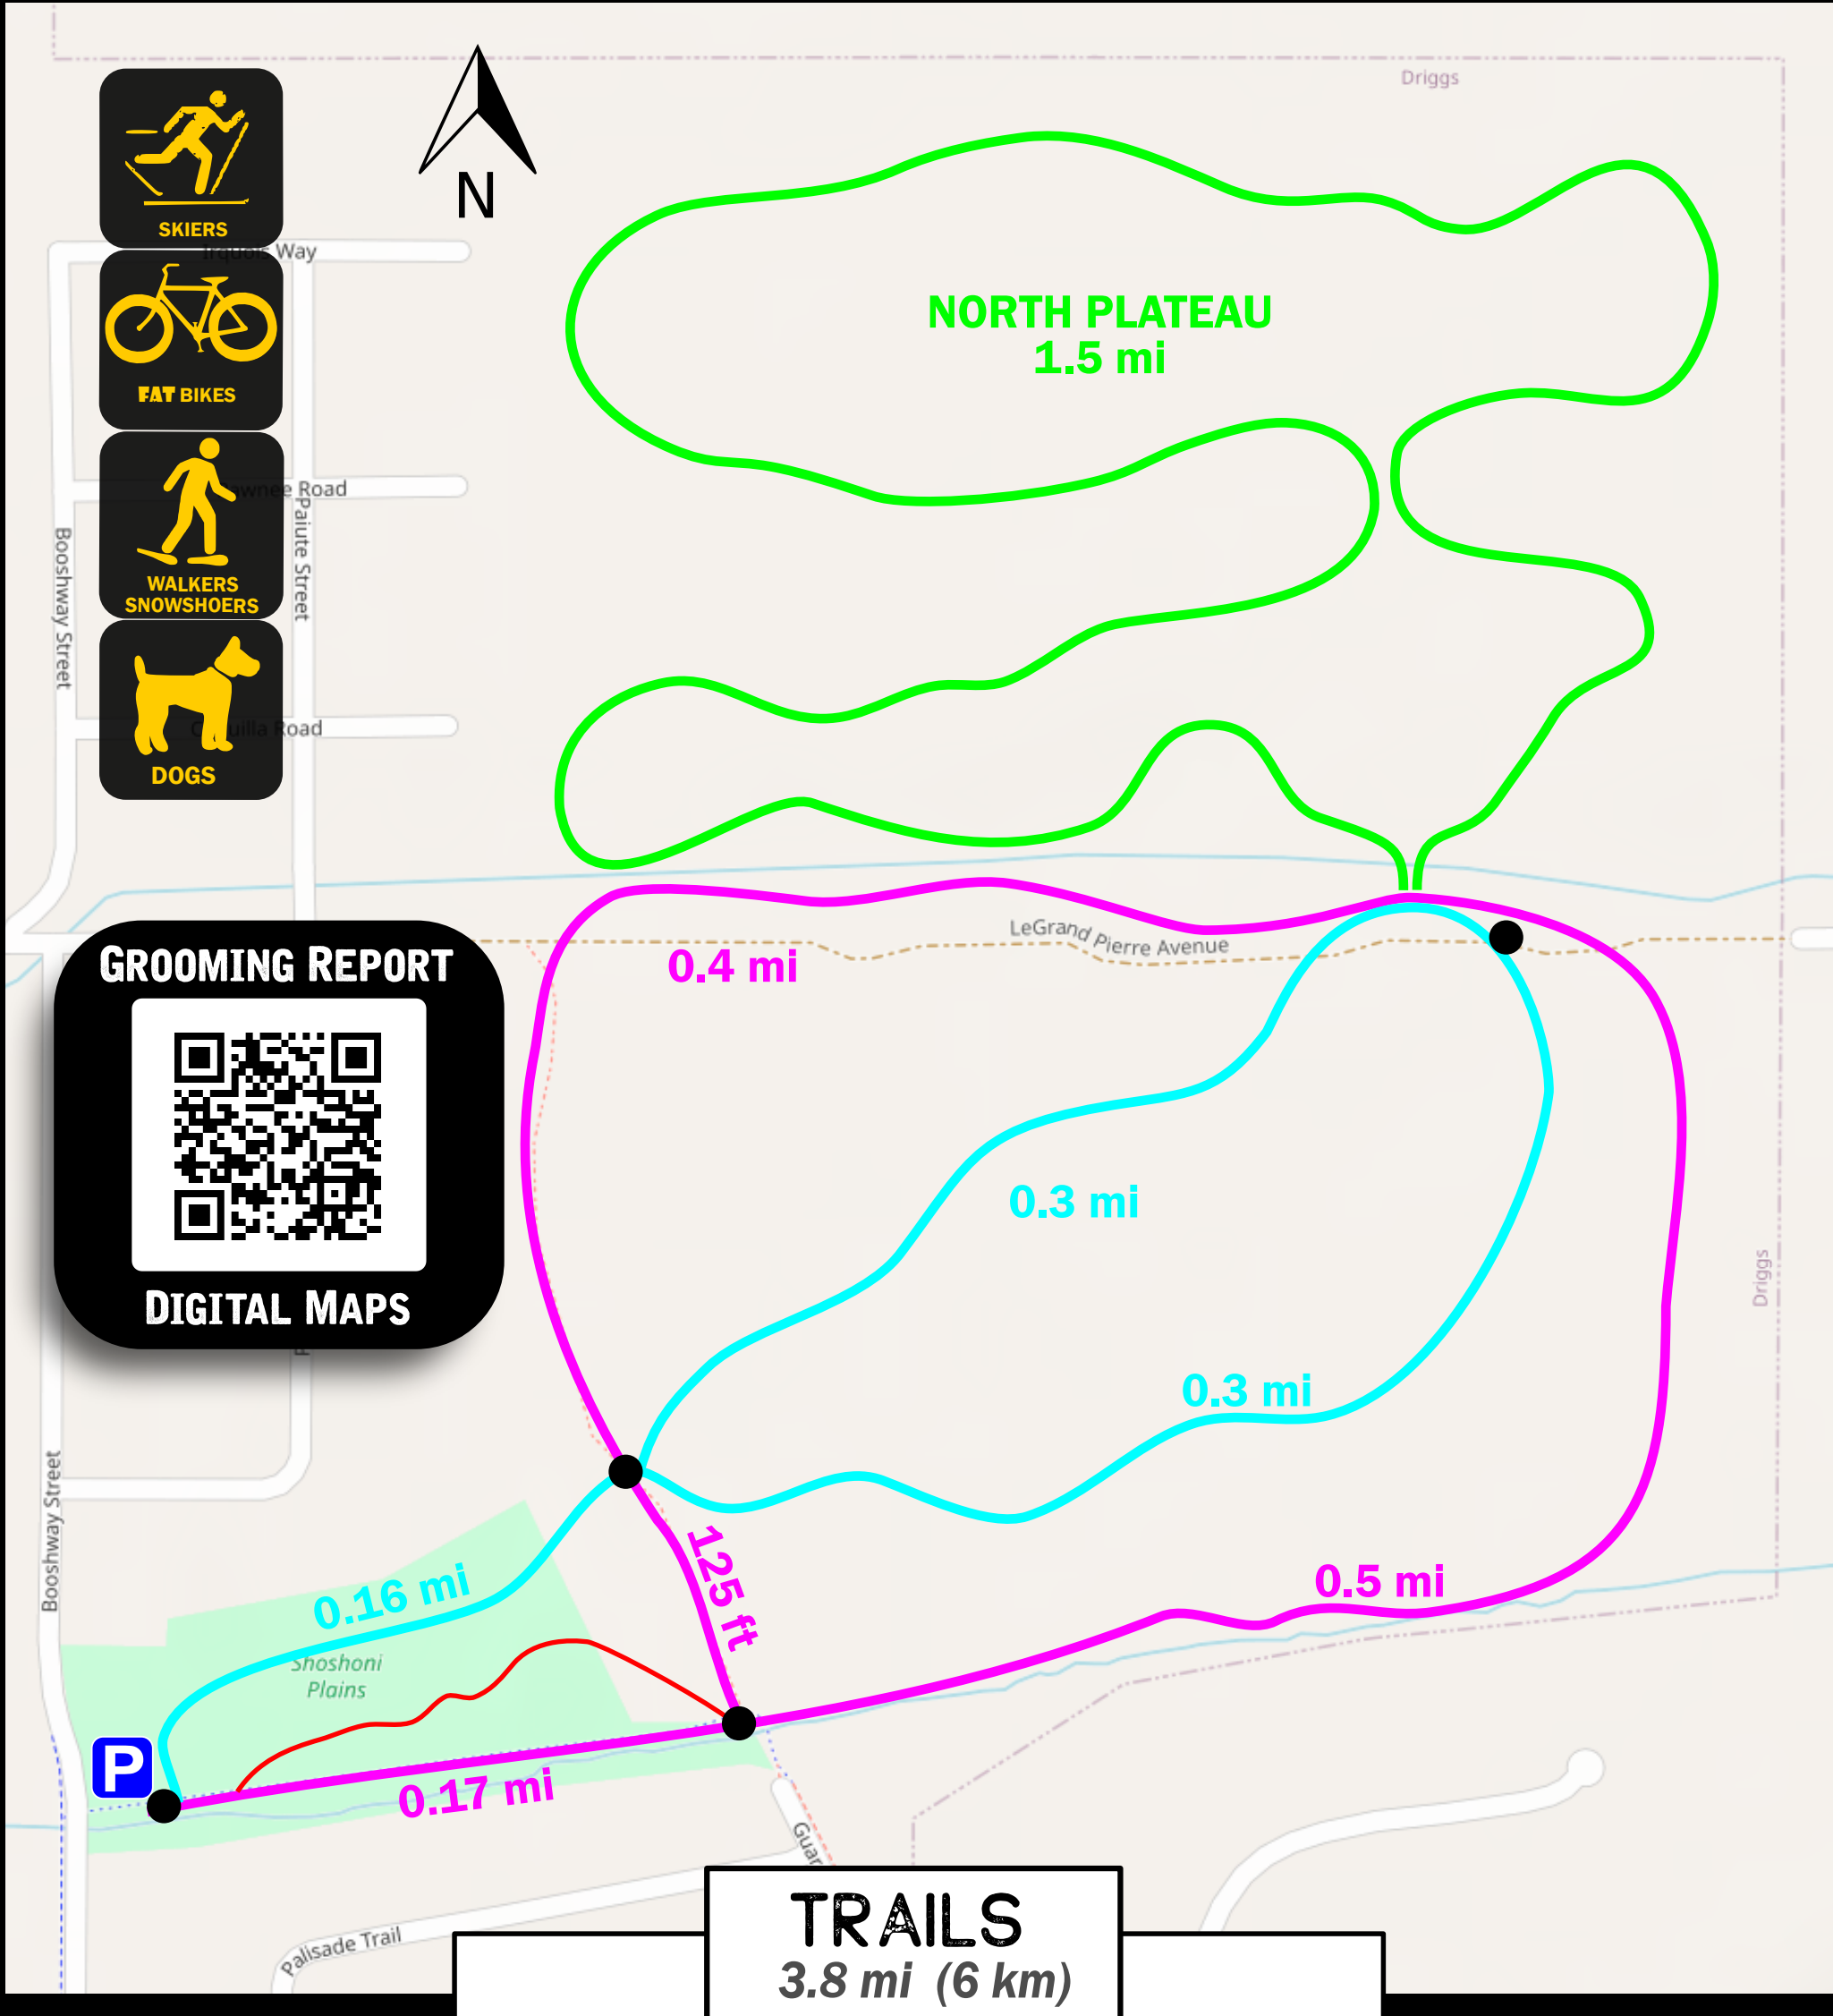 Driggs
N
SKIERS
Irquois Way
FAT BIKES
NORTH PLATEAU
1.5 mi
Road
Paiute Street
Booshway Street
WALKERS
SNOWSHOERS
Road
DOGS
LeGrand Pierre Avenue
0.4 mi
GROOMING REPORT
DIGITAL MAPS
0.3 mi
Driggs
0.3 mi
Booshway Street
125 ft
0.5 mi
0.16 mi
Shoshoni
Plains
P
0.17 mi
Palisade Trail
TRAILS
3.8 mi (6 km)